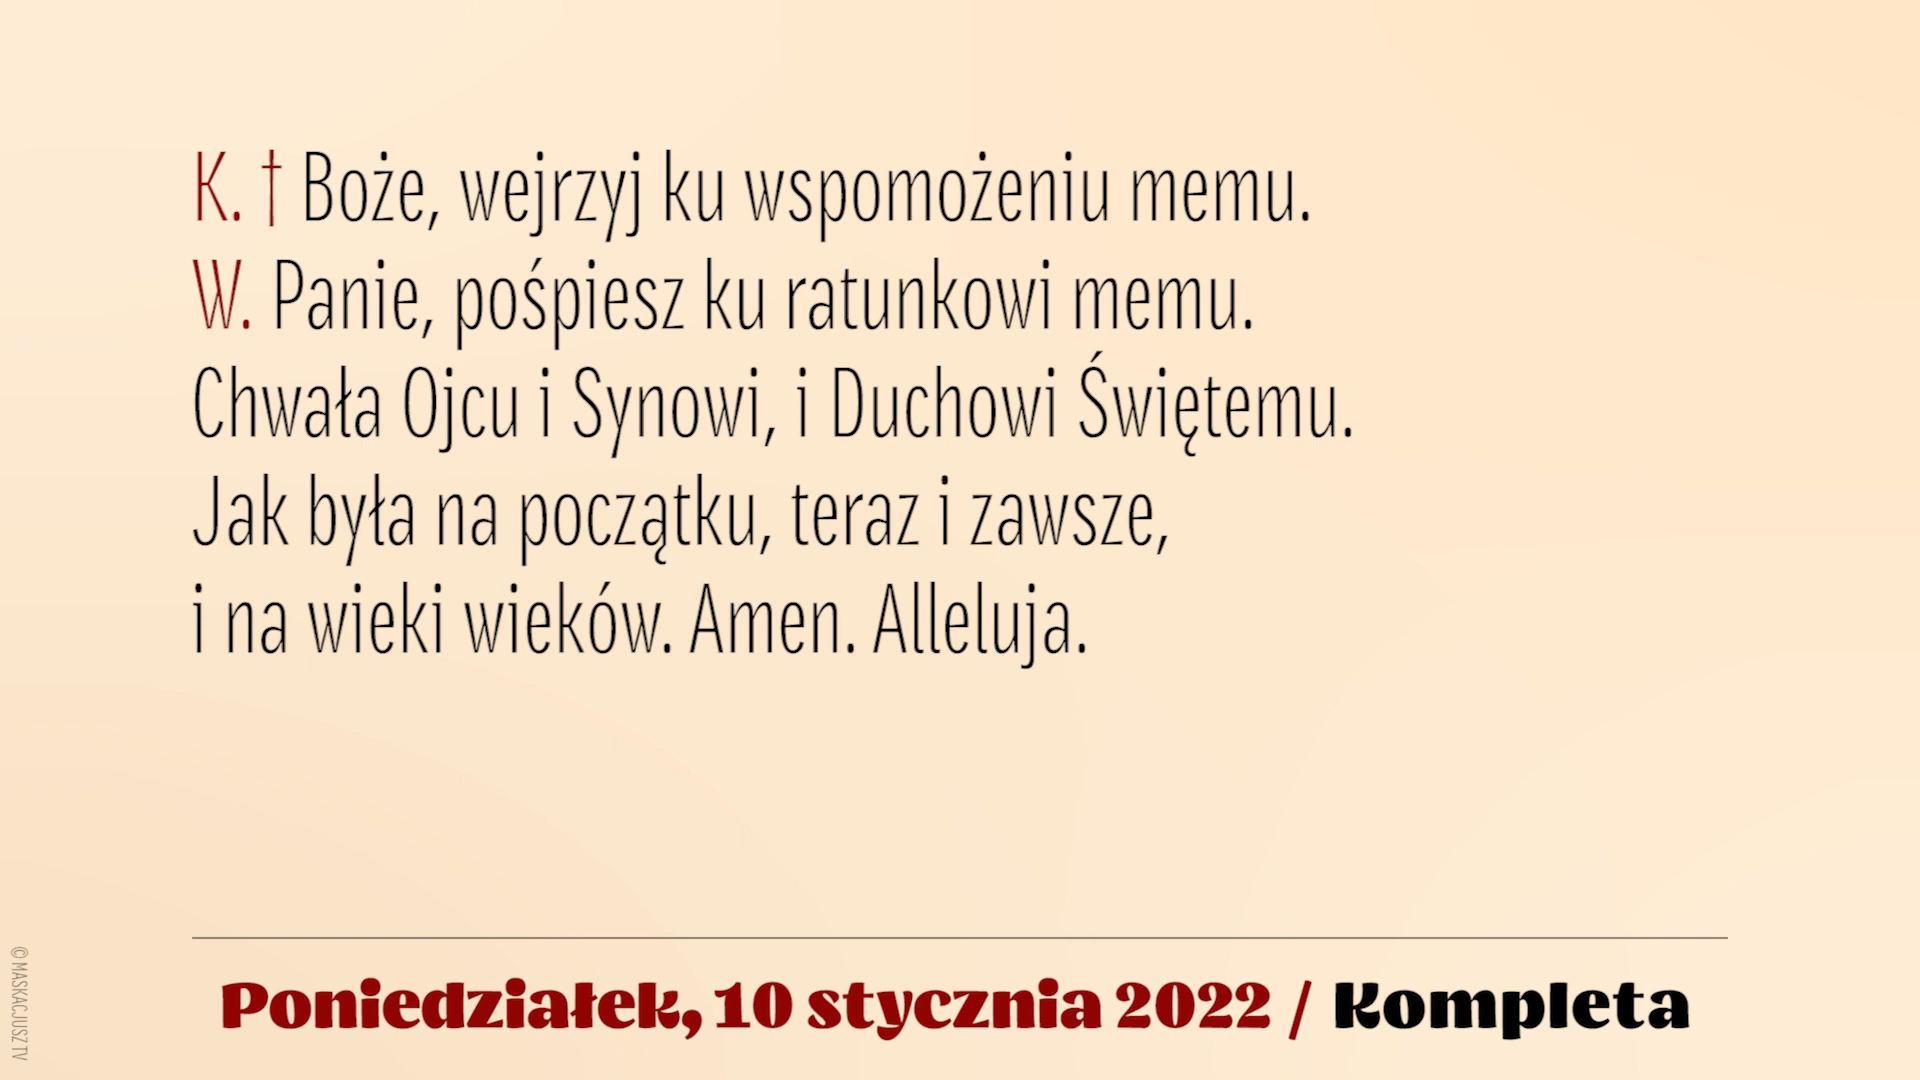 K. † Boże, wejrzyj ku wspomożeniu memu.
W. Panie, pośpiesz ku ratunkowi memu.
Chwała Ojcu i Synowi, i Duchowi Świętemu.
Jak była na początku, teraz i zawsze,
i na wieki wieków. Amen. Alleluja.
Poniedziałek, 10 stycznia 2022 / Kompleta
© MASKACJUSZ TV